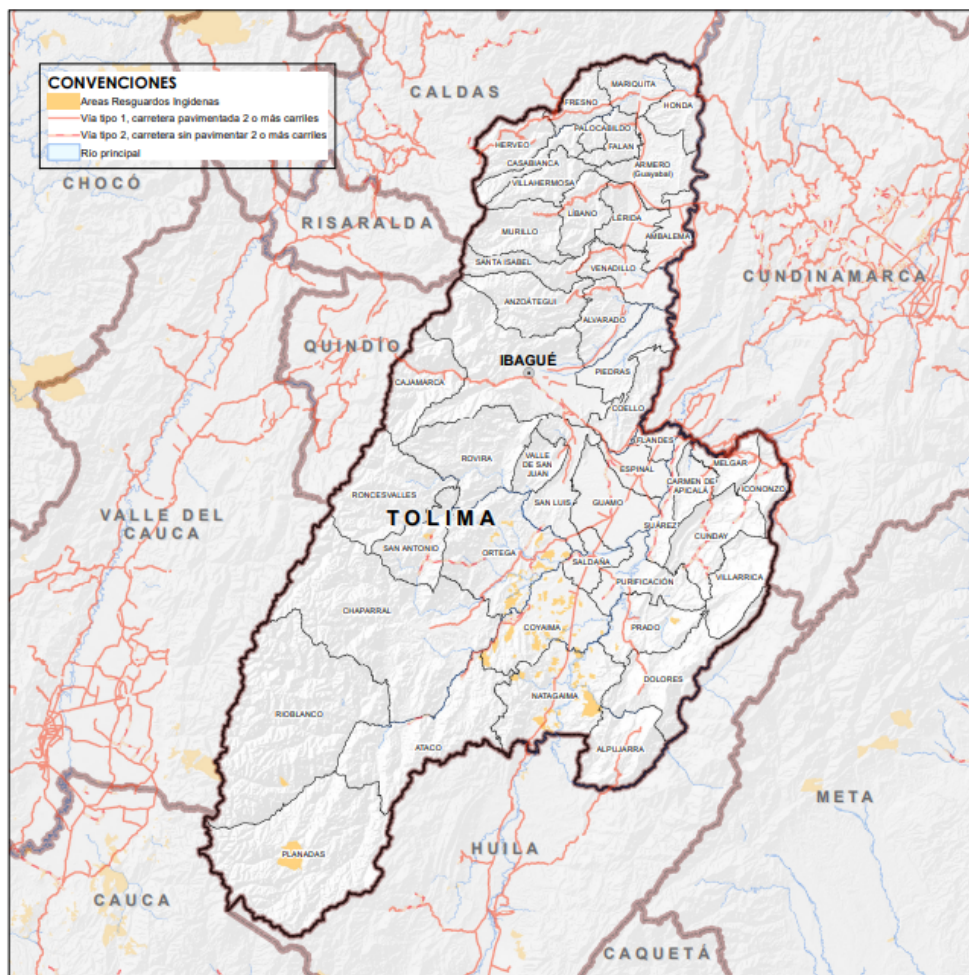 CONVENCIONES
Areas Resguardos Ingidenas
Vía tipo 1, carretera pavimentada 2 o más carriles
Vía tipo 2, carretera sin pavimentar 2 o más carriles
Rio principal
CALDAS
CHOCÓ
RISARALDA
CUNDINAMARCA
QUINDÍO
VALLE DEL
CAUCA
TOLIMA
META
HUILA
CAUCA
CAQUETÁ
MARIQUITA
FRESNO
HONDA
PALOCABILDO
HERVEO
FALAN
CASABIANCA
ARMERO
(Guayabal)
VILLAHERMOSA
LÍBANO
LÉRIDA
MURILLO
AMBALEMA
SANTA ISABEL
VENADILLO
ANZOÁTEGUI
ALVARADO
IBAGUÉ
PIEDRAS
CAJAMARCA
COELLO
FLANDES
ROVIRA
VALLE
DE SAN
JUAN
ESPINAL
MELGAR
CARMEN DE
APICALÁ
ICONONZO
RONCESVALLES
SAN LUIS
GUAMO
SUÁREZ
CUNDAY
SAN ANTONIO
ORTEGA
SALDAÑA
VILLARRICA
PURIFICACIÓN
CHAPARRAL
COYAIMA
PRADO
DOLORES
NATAGAIMA
RIOBLANCO
ATACO
ALPUJARRA
PLANADAS